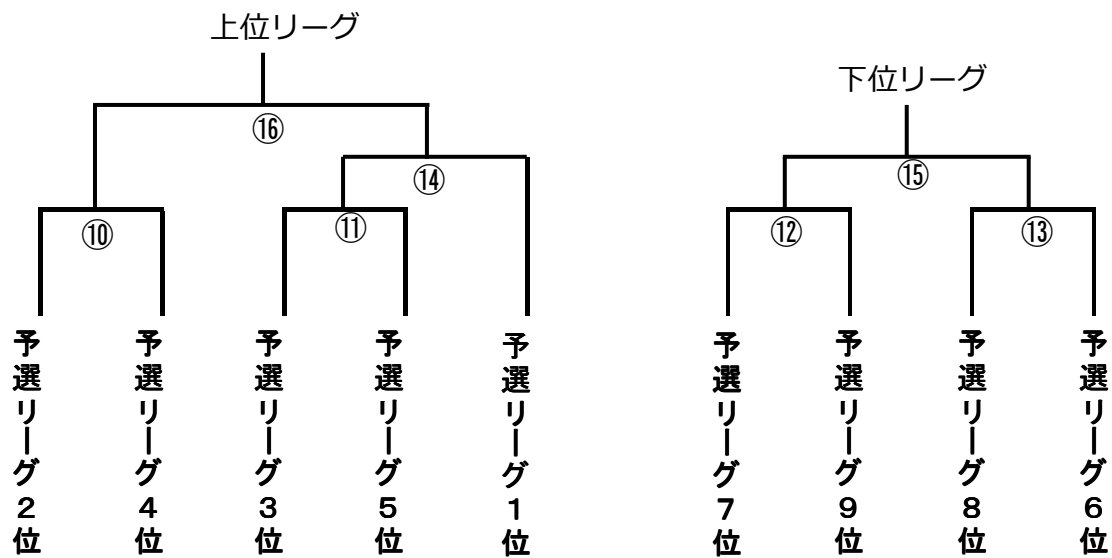 上位リーグ
下位リーグ
⑯
⑭
⑮
⑩
⑪
⑫
⑬
予選リーグ2位
予選リーグ4位
予選リーグ3位
予選リーグ5位
予選リーグ1位
予選リーグ7位
予選リーグ9位
予選リーグ8位
予選リーグ6位